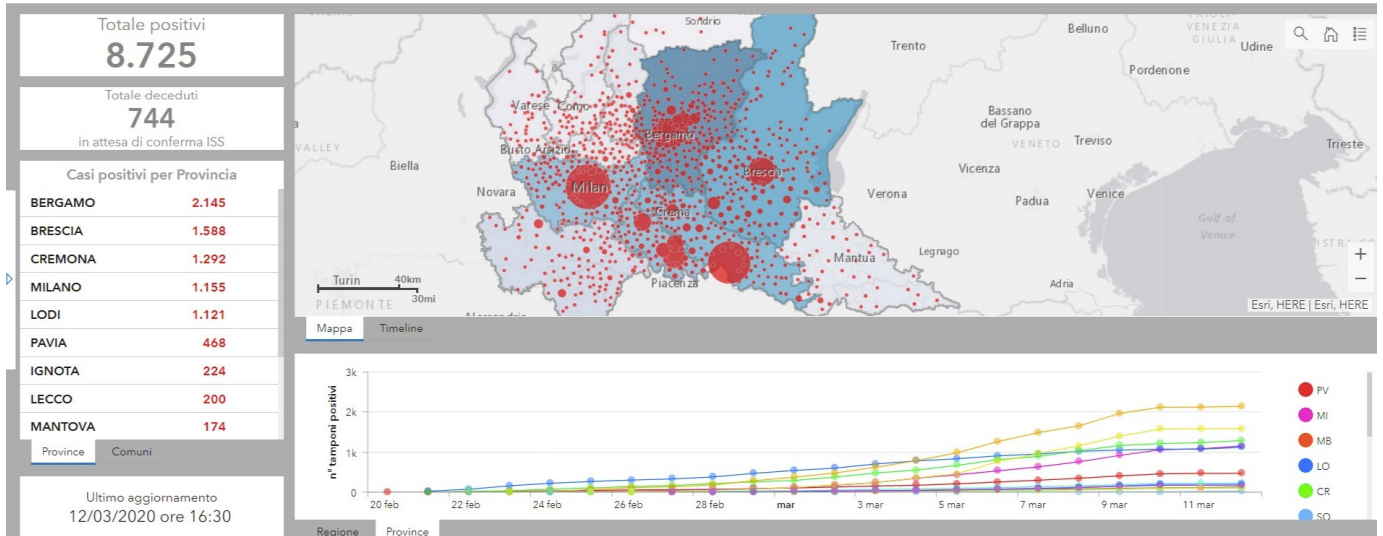 Totale positivi
8.725
Totale deceduti
744
in attesa di conferma ISS
Casi positivi per Provincia
BERGAMO 2.145
BRESCIA 1.588
CREMONA 1.292
MILANO 1.155
LODI 1.121
PAVIA 468
IGNOTA 224
LECCO 200
MANTOVA 174
Province Comuni
Ultimo aggiornamento
12/03/2020 ore 16:30
Sondrio
Trento
Belluno
VENEZIA
GIULIA
Udine
Pordenone
Varese
Como
Bergamo
Bassano
del Grappa
VENETO
Treviso
Trieste
VALLEY
Biella
Busto Arsizio
Milan
Brescia
Vicenza
Novara
Verona
Padua
Venice
Crema
Gulf of
Venice
Mantua
Legnago
Turin
40km
30mi
Piacenza
Adria
PIEMONTE
+
−
Esri, HERE | Esri, HERE
Mappa Timeline
n° tamponi positivi
3k
2k
1k
0
20 feb 22 feb 24 feb 26 feb 28 feb mar 3 mar 5 mar 7 mar 9 mar 11 mar
PV
MI
MB
LO
CR
SO
Regione Province